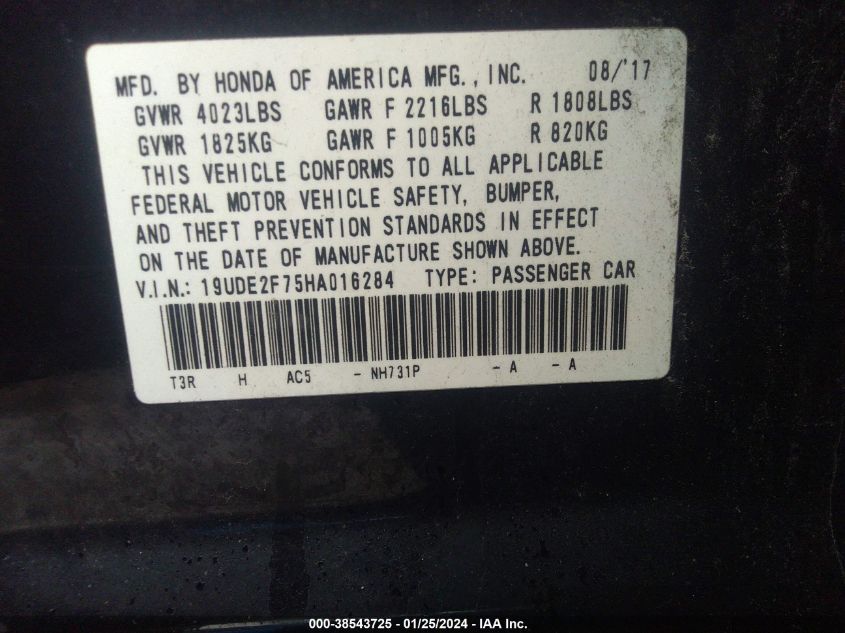 MFD. BY HONDA OF AMERICA MFG., INC. 08/'17
GVWR 4023LBS GAWR F 2216LBS R 1808LBS
GVWR 1825KG GAWR F 1005KG R 820KG
THIS VEHICLE CONFORMS TO ALL APPLICABLE
FEDERAL MOTOR VEHICLE SAFETY, BUMPER,
AND THEFT PREVENTION STANDARDS IN EFFECT
ON THE DATE OF MANUFACTURE SHOWN ABOVE.
V.I.N.: 19UDE2F75HA016284 TYPE: PASSENGER CAR
T3R H AC5 - NH731P - A - A
000-38543725 - 01/25/2024 - IAA Inc.